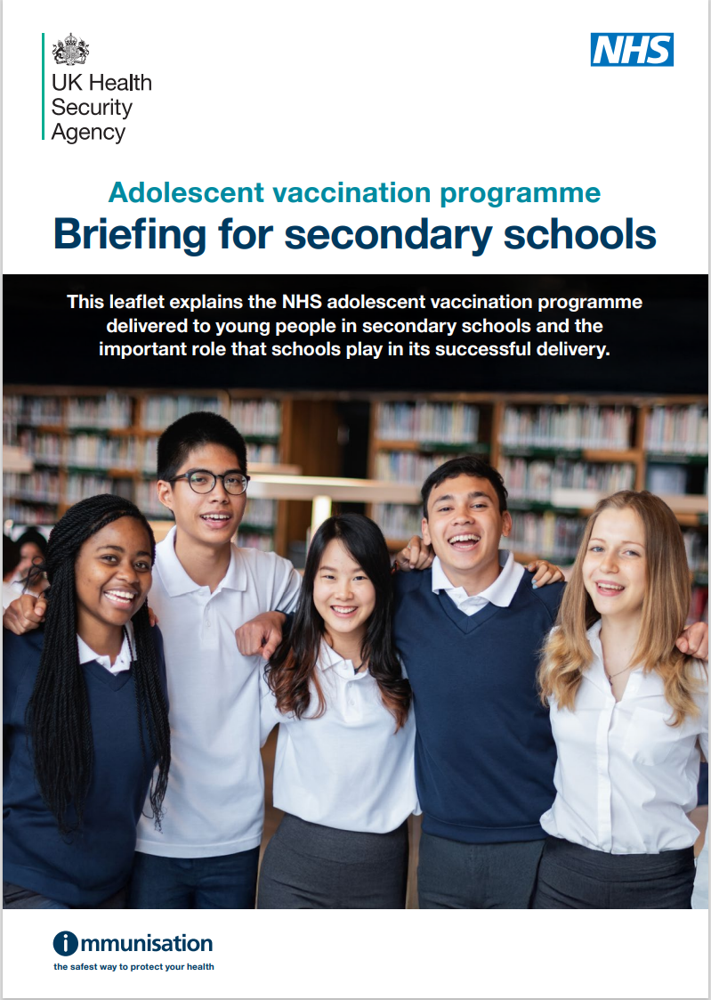 UK Health
Security
Agency
NHS
Adolescent vaccination programme
Briefing for secondary schools
This leaflet explains the NHS adolescent vaccination programme
delivered to young people in secondary schools and the
important role that schools play in its successful delivery.
immunisation
the safest way to protect your health